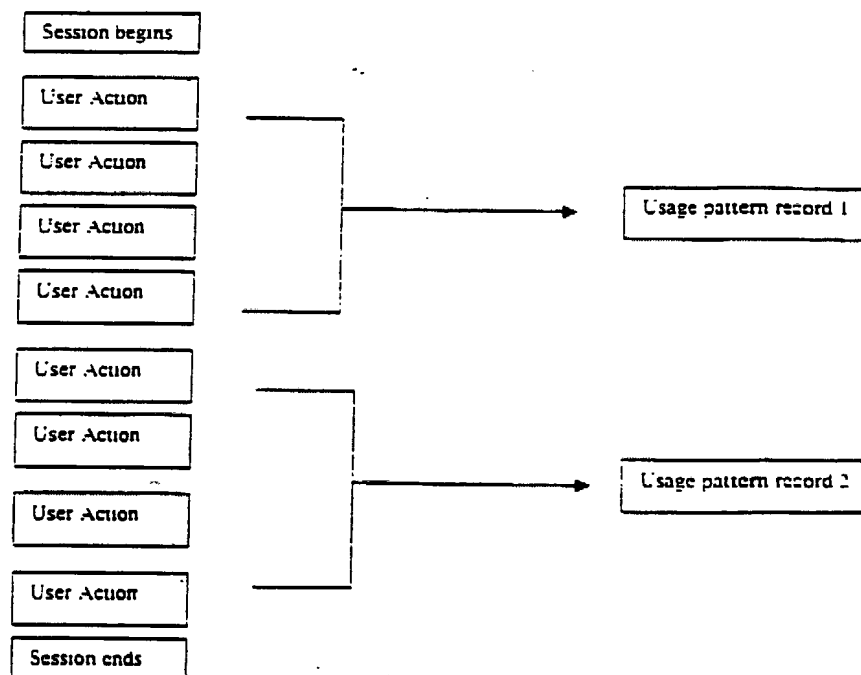 Session begins
User Action
User Action
User Action
User Action
Usage pattern record 1
User Action
User Action
User Action
User Action
Usage pattern record 2
Session ends